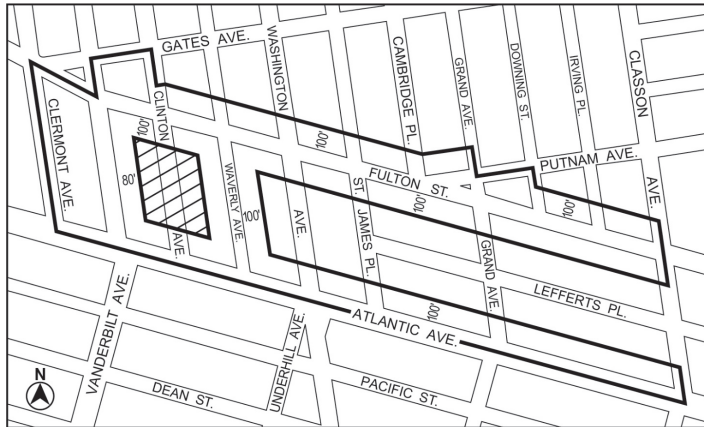 GATES AVE.
WASHINGTON
CAMBRIDGE PL.
GRAND AVE.
DOWNING ST.
IRVING PL.
CLASSON
CLERMONT AVE.
100'
CLINTON
100'
100'
PUTNAM AVE.
80'
WAVERLY AVE.
FULTON ST.
100'
100'
AVE.
AVE.
100'
AVE.
ST.
JAMES PL.
GRAND AVE.
LEFFERTS PL.
100'
ATLANTIC AVE.
VANDERBILT AVE.
UNDERHILL AVE.
N
DEAN ST.
PACIFIC ST.